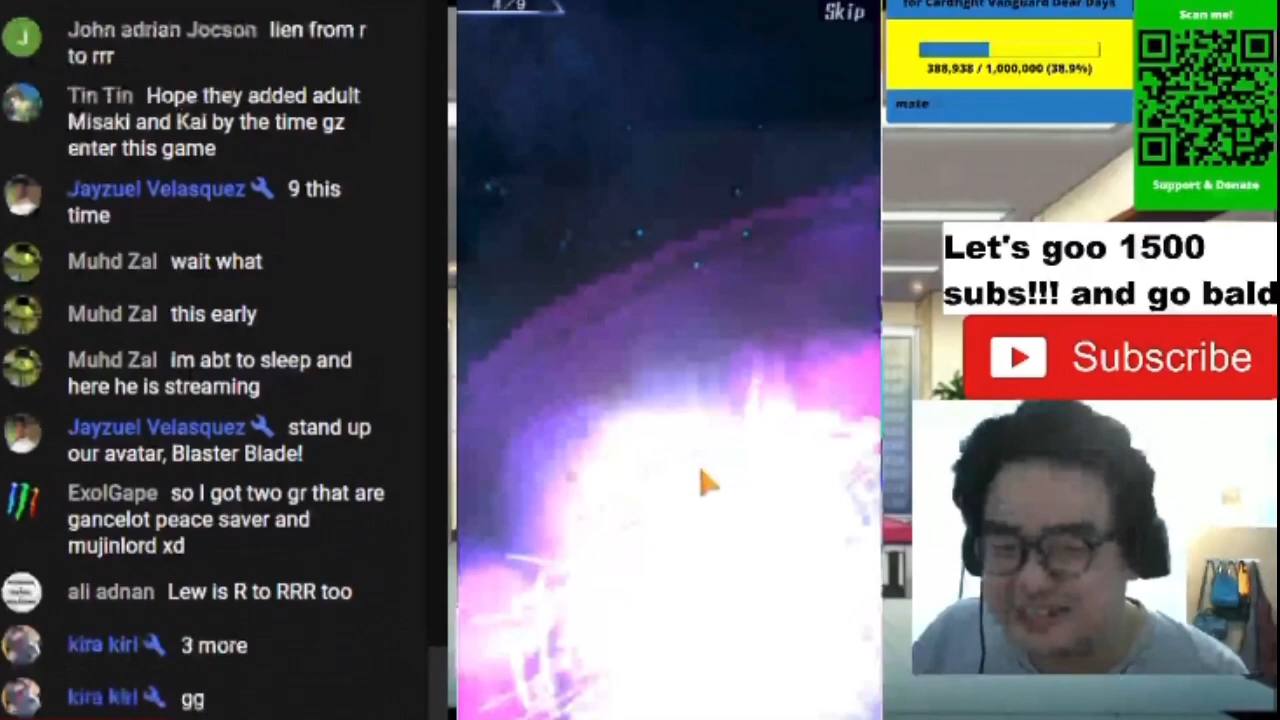 John adrian Jocson lien from r
to rrr
Tin Tin Hope they added adult
Misaki and Kai by the time gz
enter this game
Jayzuel Velasquez 9 this
time
Muhd Zal wait what
Muhd Zal this early
Muhd Zal im abt to sleep and
here he is streaming
Jayzuel Velasquez stand up
our avatar, Blaster Blade!
ExolGape so I got two gr that are
gancelot peace saver and
mujinlord xd
ali adnan Lew is R to RRR too
kira kiri 3 more
kira kiri gg
4/9
Skip
for Cardfight Vanguard Dear Days
388,938 / 1,000,000 (38.9%)
mate
Scan me!
Support & Donate
Let's goo 1500
subs!!! and go bald
Subscribe